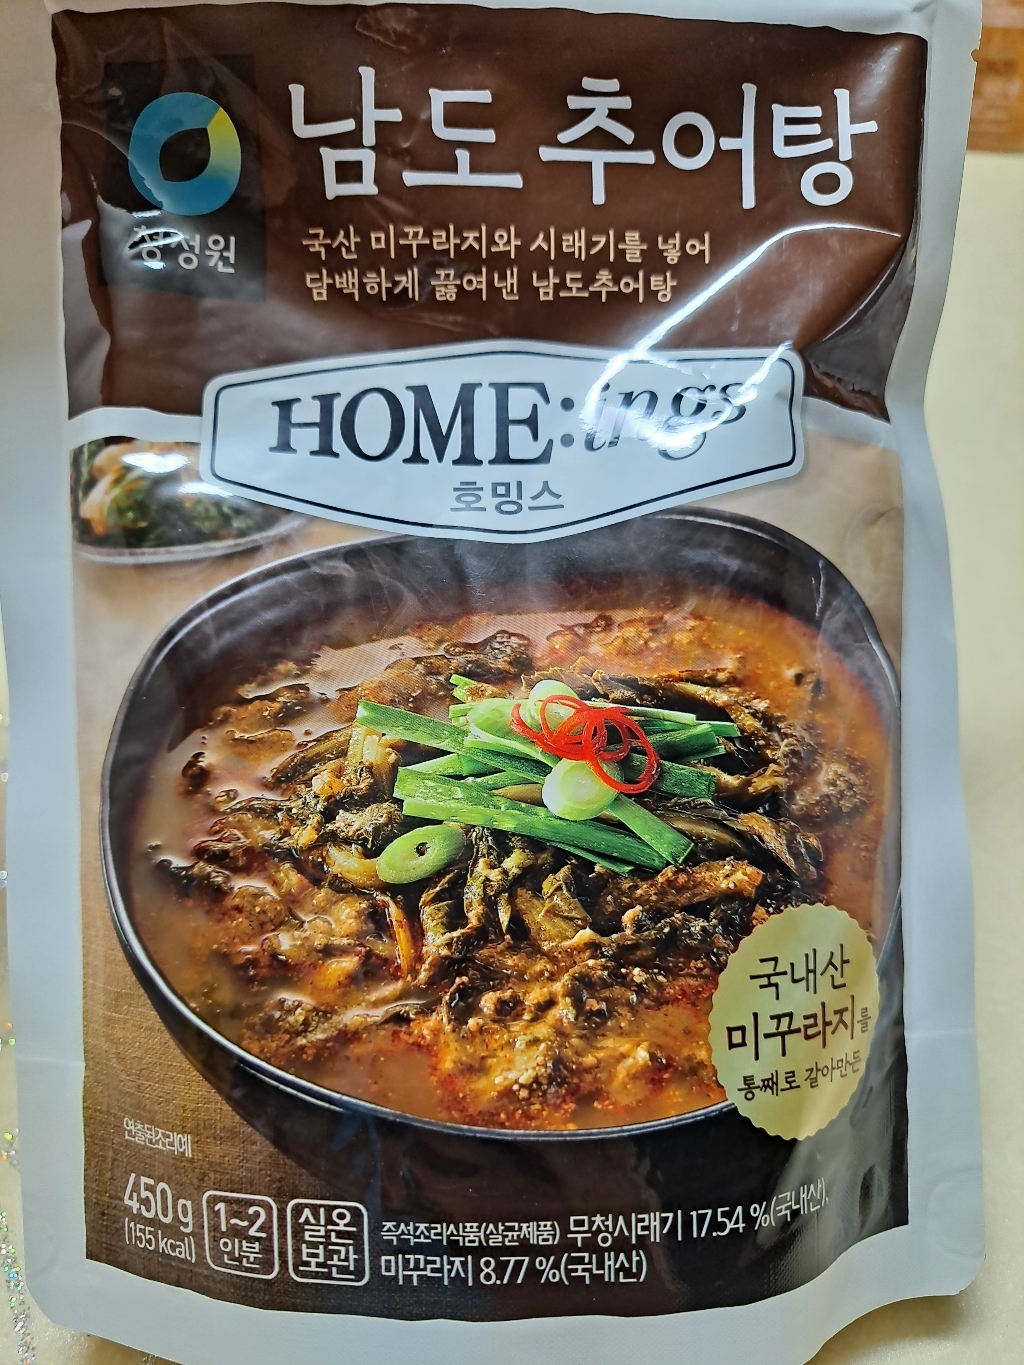 남도 추어탕
청정원
국산 미꾸라지와 시래기를 넣어
담백하게 끓여낸 남도추어탕
HOME:ings
호밍스
국내산
미꾸라지를
통째로 갈아만든
연출된조리예
450 g
(155 kcal)
1~2
인분
실온
보관
즉석조리식품(살균제품) 무청시래기 17.54 %(국내산),
미꾸라지 8.77 %(국내산)